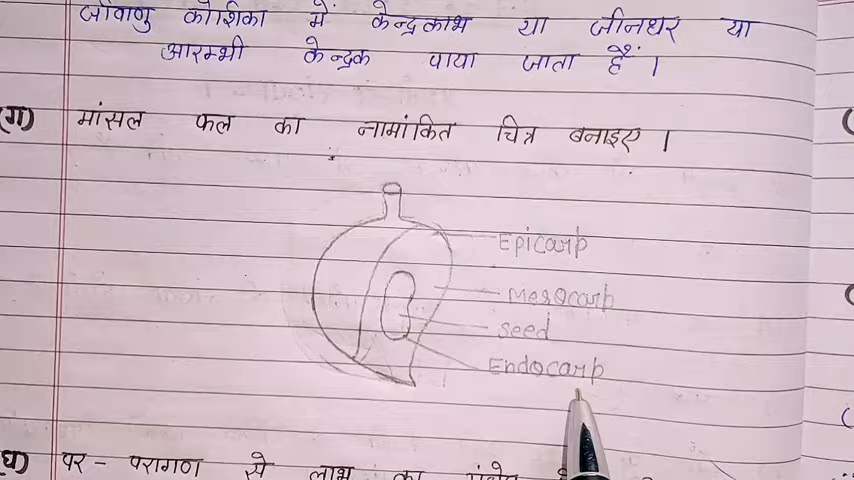 जीवाणु कोशिका में केन्द्रकाभ या जीनधर या
आरम्भी केन्द्रक पाया जाता हैं ।
(ग) मांसल फल का नामांकित चित्र बनाइए ।
Epicarp
Mesocarp
Seed
Endocarp
(घ) पर - परागण से लाभ का